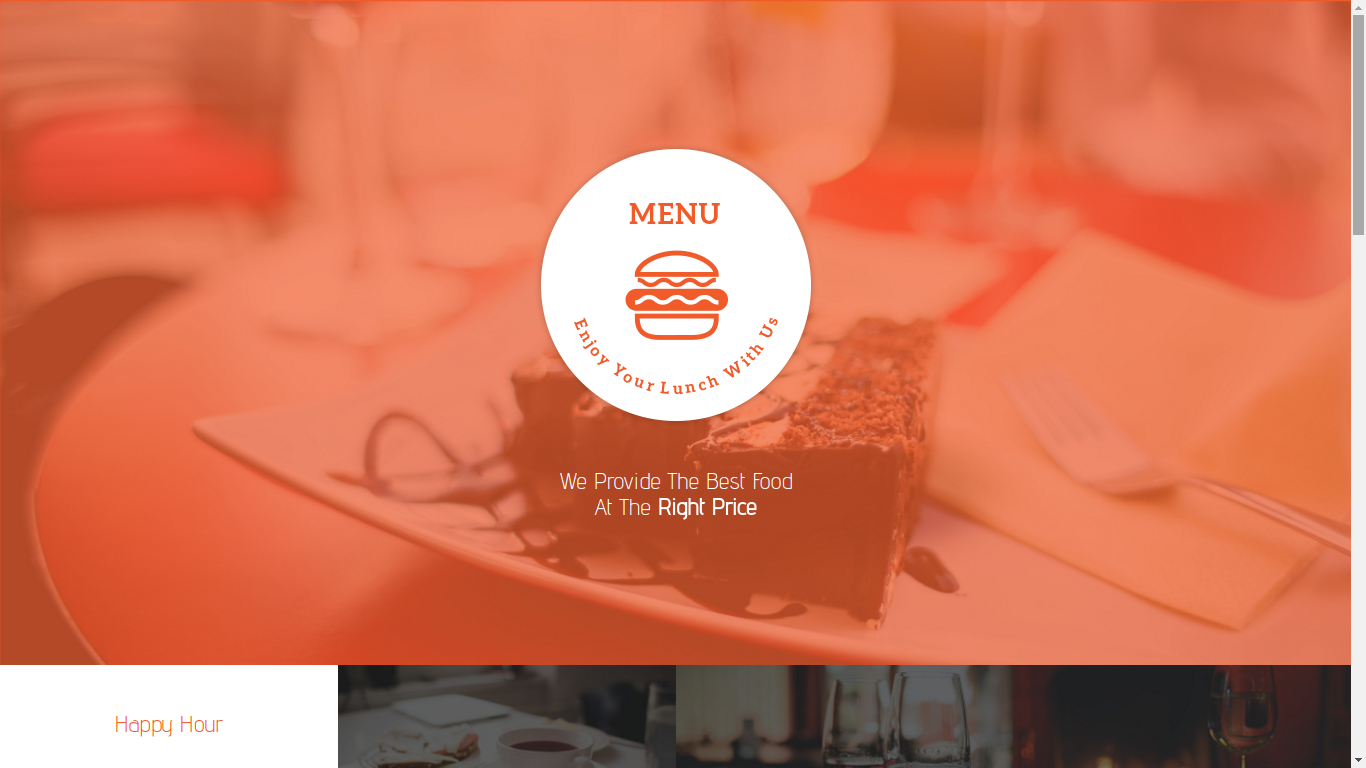 MENU
Enjoy Your Lunch With Us
We Provide The Best Food
At The Right Price
Happy Hour